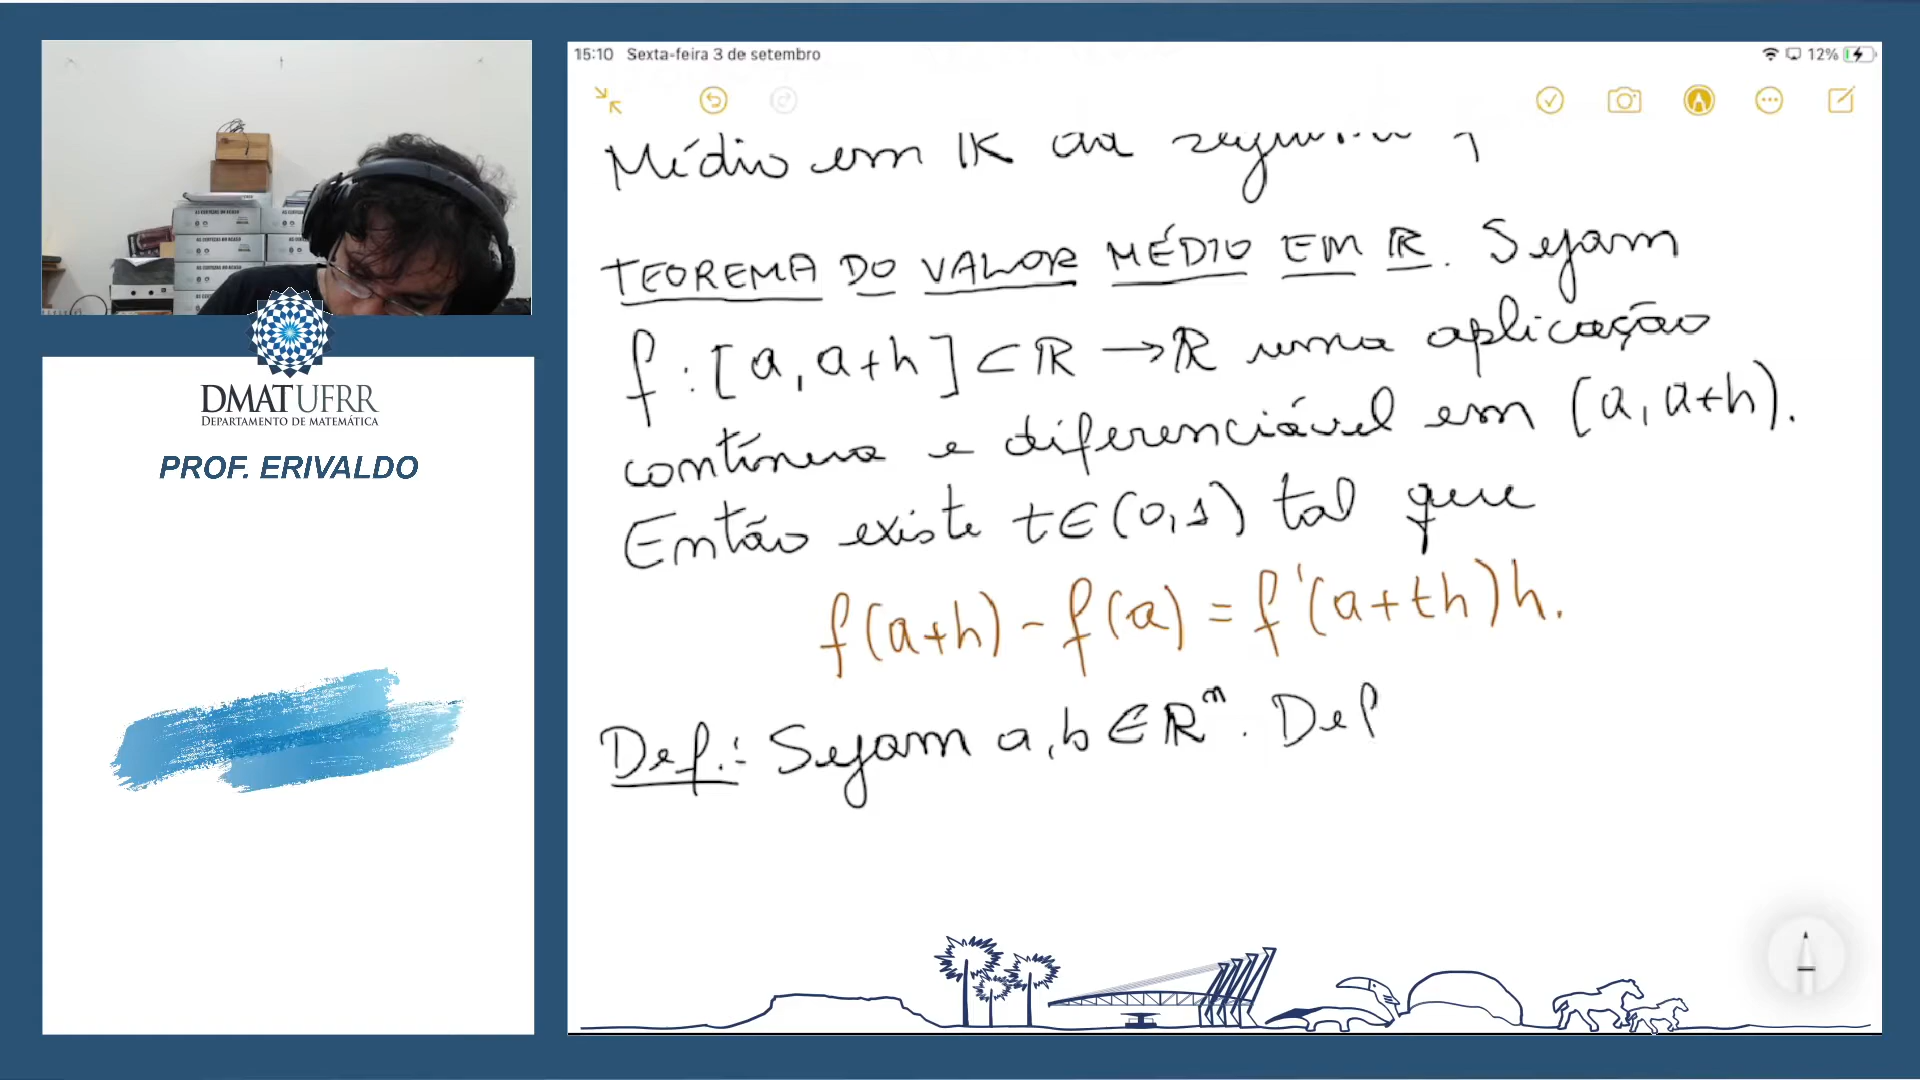 15:10 Sexta-feira 3 de setembro
12%
Médio em R da
TEOREMA DO VALOR MÉDIO EM R. Sejam
f:[a, a+h] ⊂ R → R uma aplicação
contínua e diferenciável em (a, a+h).
Então existe t∈(0,1) tal que
f(a+h) - f(a) = f'(a+th)h.
Def.: Sejam a,b ∈ Rⁿ. Def
DMATUFRR
DEPARTAMENTO DE MATEMÁTICA
PROF. ERIVALDO